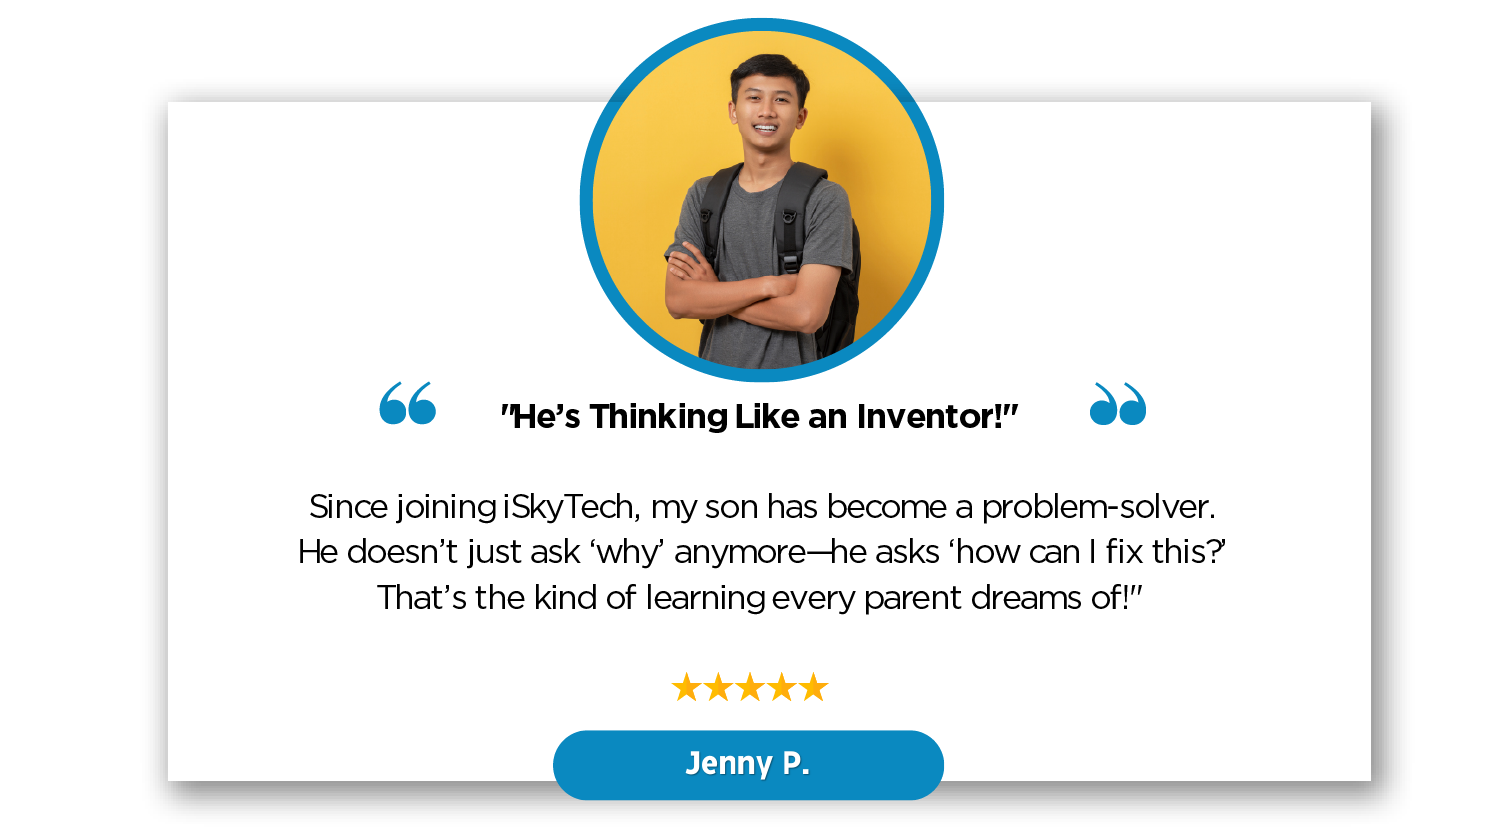 "He’s Thinking Like an Inventor!"
Since joining iSkyTech, my son has become a problem-solver.
He doesn’t just ask ‘why’ anymore—he asks ‘how can I fix this?’
That’s the kind of learning every parent dreams of!"
Jenny P.